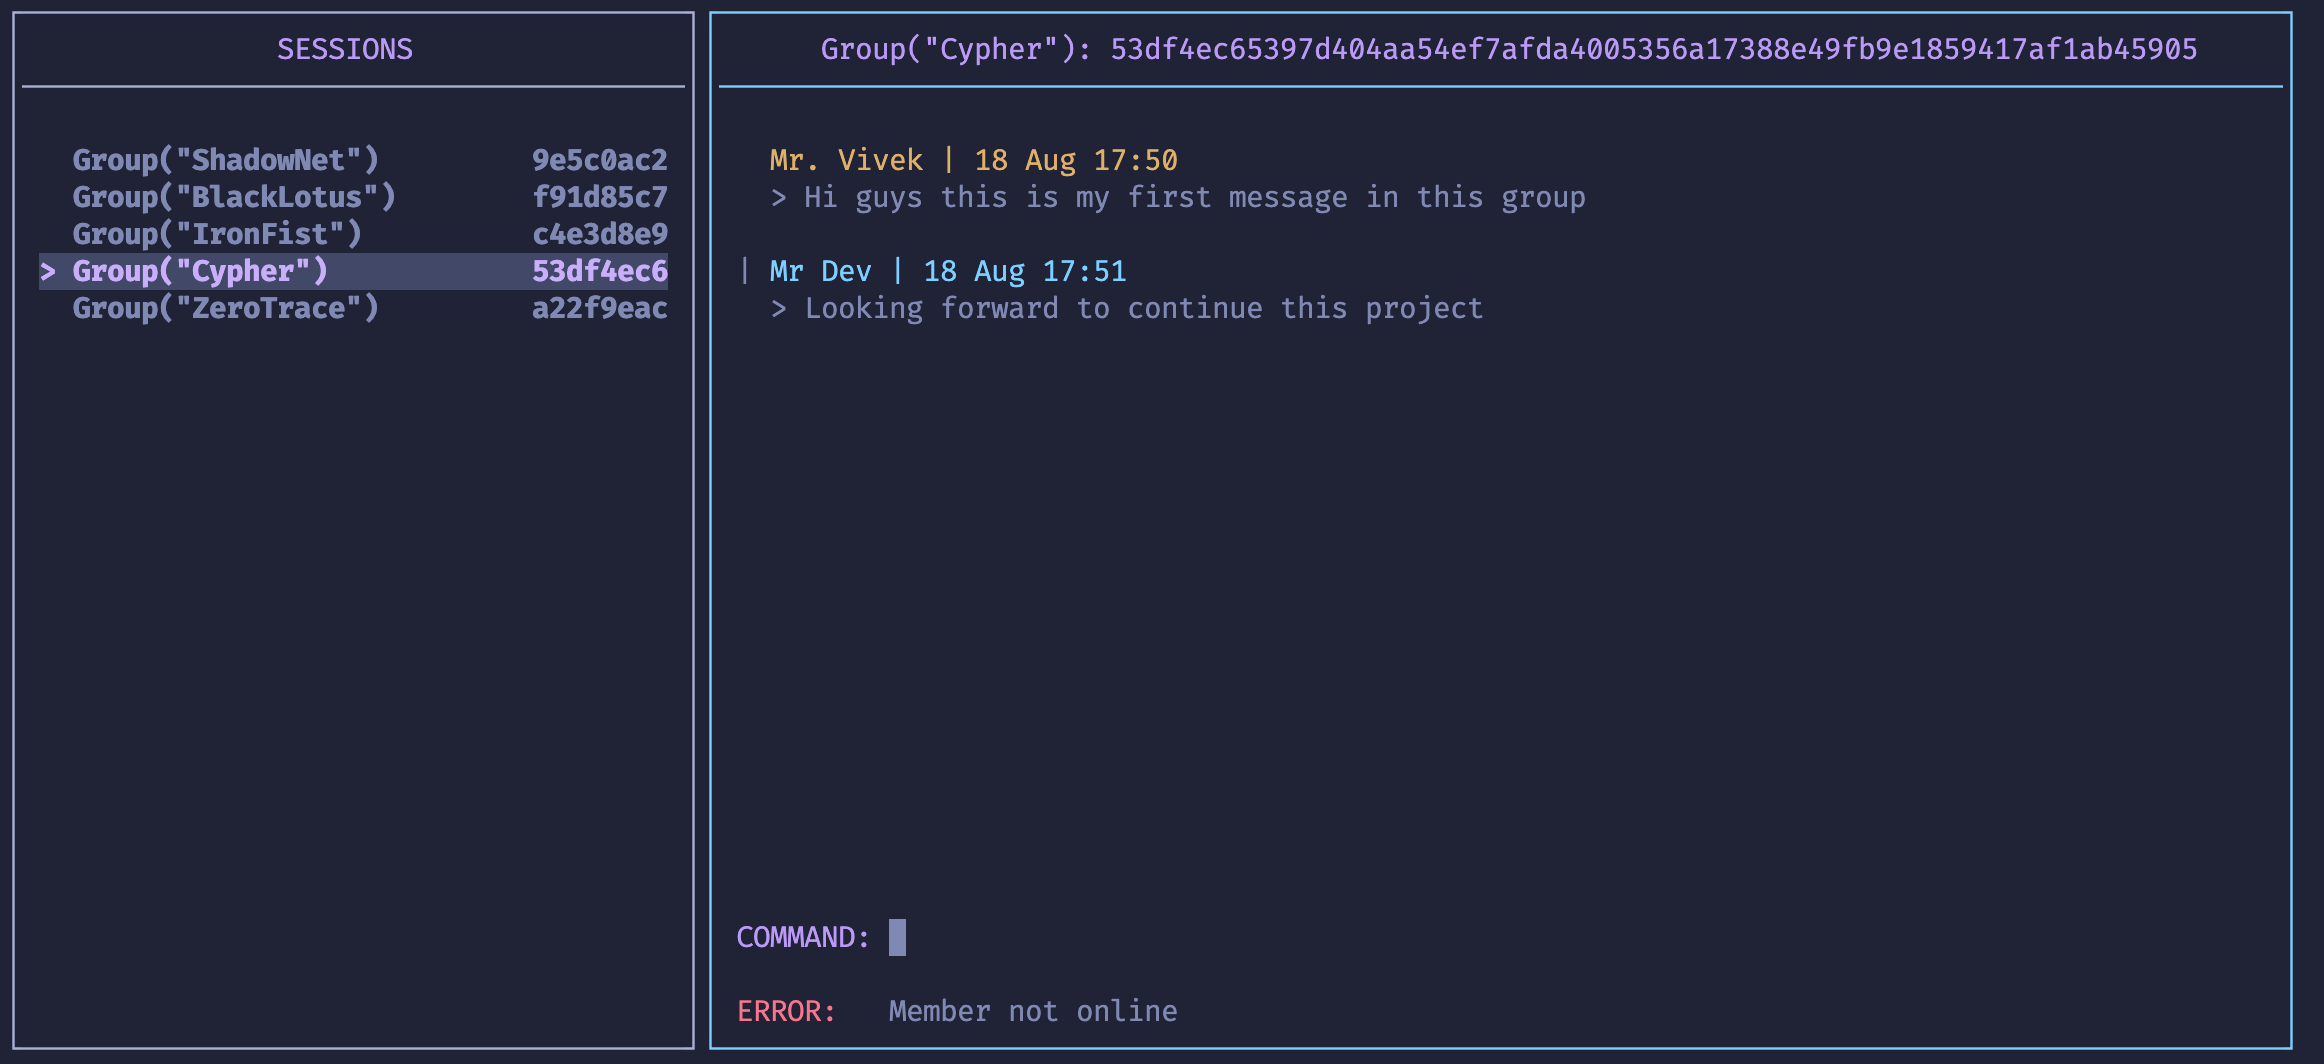 SESSIONS
Group("ShadowNet") 9e5c0ac2
Group("BlackLotus") f91d85c7
Group("IronFist") c4e3d8e9
> Group("Cypher") 53df4ec6
Group("ZeroTrace") a22f9eac
Group("Cypher"): 53df4ec65397d404aa54ef7afda4005356a17388e49fb9e1859417af1ab45905
Mr. Vivek | 18 Aug 17:50
> Hi guys this is my first message in this group
| Mr Dev | 18 Aug 17:51
> Looking forward to continue this project
COMMAND:
ERROR: Member not online